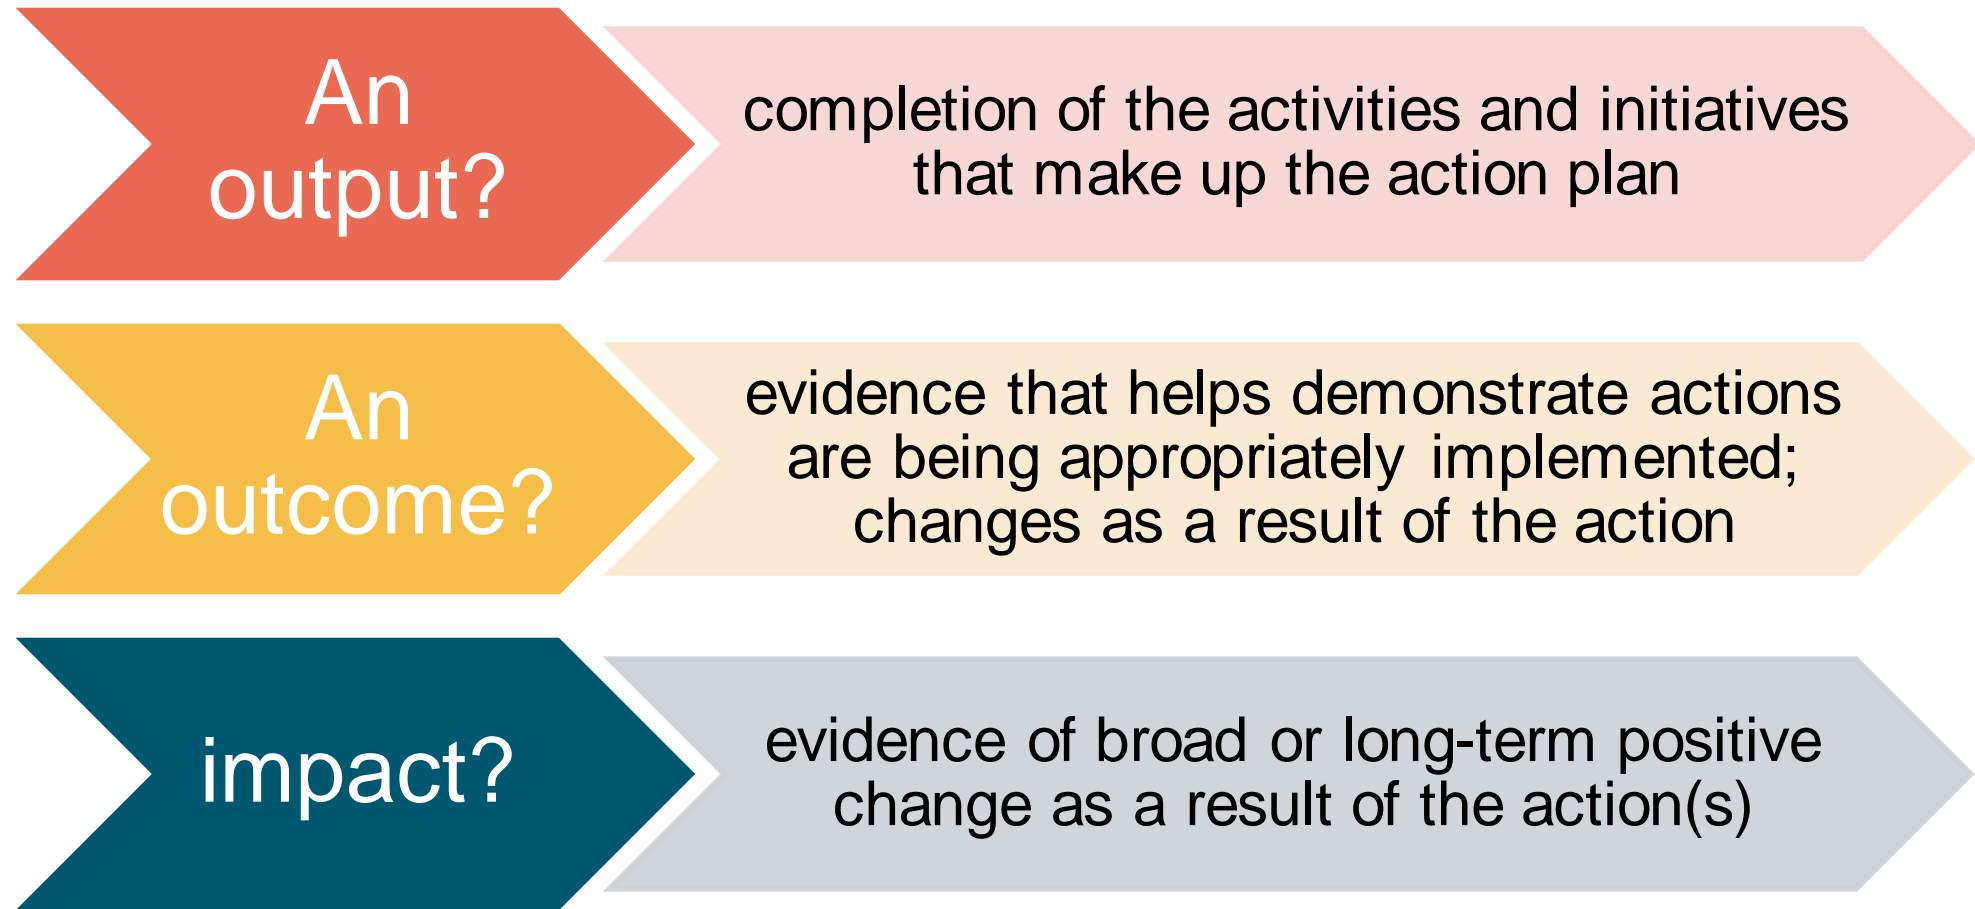 An
output?
completion of the activities and initiatives
that make up the action plan
An
outcome?
evidence that helps demonstrate actions
are being appropriately implemented;
changes as a result of the action
impact?
evidence of broad or long-term positive
change as a result of the action(s)